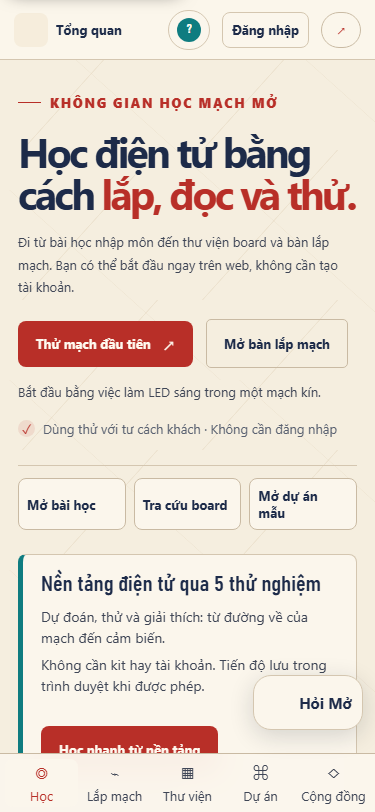 Tổng quan
?
Đăng nhập
↗
KHÔNG GIAN HỌC MẠCH MỞ
Học điện tử bằng
cách lắp, đọc và thử.
Đi từ bài học nhập môn đến thư viện board và bàn lắp
mạch. Bạn có thể bắt đầu ngay trên web, không cần tạo
tài khoản.
Thử mạch đầu tiên ↗
Mở bàn lắp mạch
Bắt đầu bằng việc làm LED sáng trong một mạch kín.
✓ Dùng thử với tư cách khách · Không cần đăng nhập
Mở bài học
Tra cứu board
Mở dự án
mẫu
Nền tảng điện tử qua 5 thử nghiệm
Dự đoán, thử và giải thích: từ đường về của
mạch đến cảm biến.
Không cần kit hay tài khoản. Tiến độ lưu trong
trình duyệt khi được phép.
Hỏi Mở
Học nhanh từ nền tảng
Học
Lắp mạch
Thư viện
Dự án
Cộng đồng